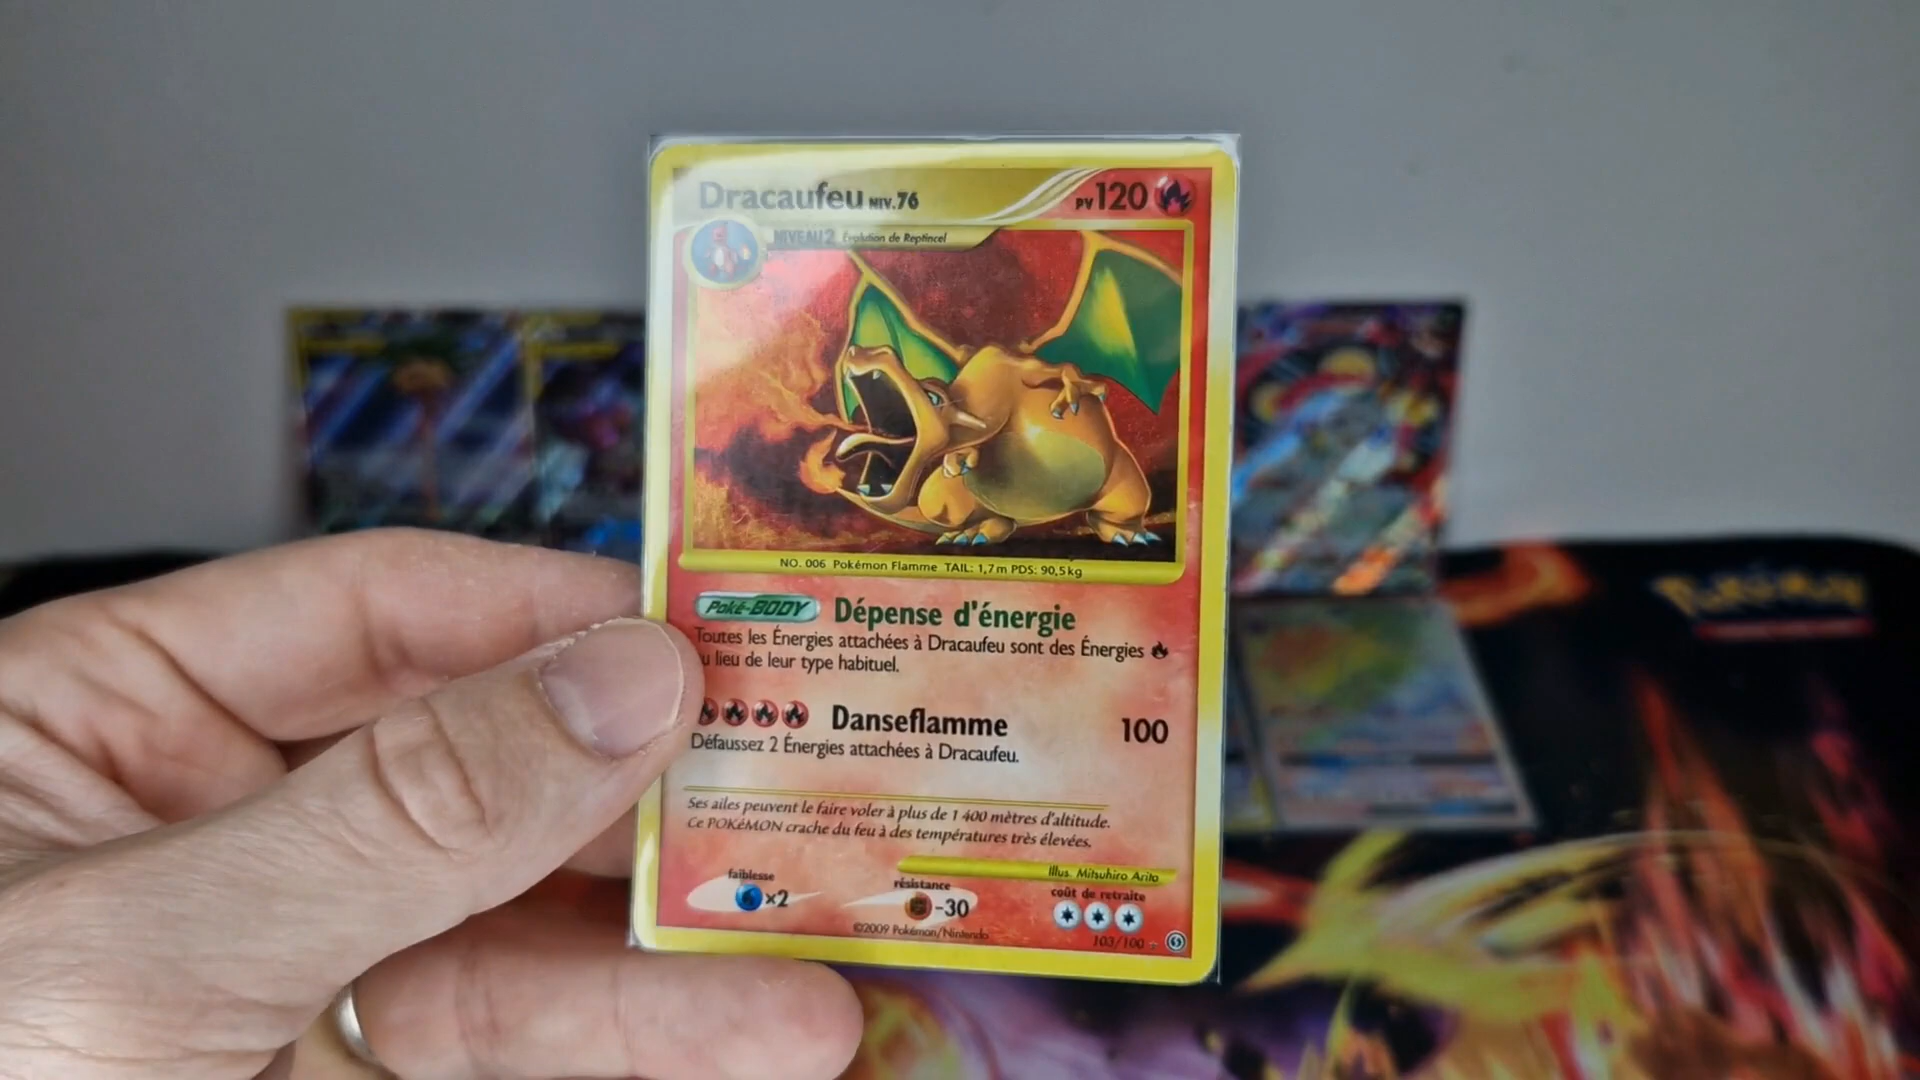 Dracaufeu NIV.76
PV 120
NIVEAU 2 Évolution de Reptincel
NO. 006 Pokémon Flamme TAIL: 1,7 m PDS: 90,5 kg
Poké-BODY Dépense d'énergie
Toutes les Énergies attachées à Dracaufeu sont des Énergies
lieu de leur type habituel.
Danseflamme 100
Défaussez 2 Énergies attachées à Dracaufeu.
Ses ailes peuvent le faire voler à plus de 1 400 mètres d'altitude.
Ce POKÉMON crache du feu à des températures très élevées.
Illus. Mitsuhiro Arita
faiblesse
×2
résistance
-30
coût de retraite
©2009 Pokémon/Nintendo
103/100
POKÉMON